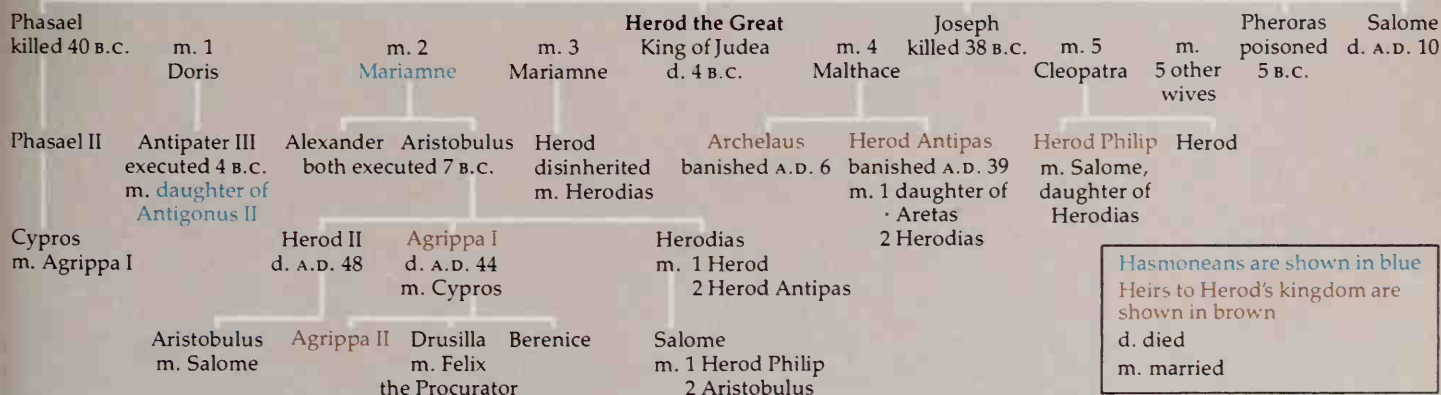 Phasael
killed 40 B.C.
m. 1
Doris
m. 2
Mariamne
m. 3
Mariamne
Herod the Great
King of Judea
d. 4 B.C.
m. 4
Malthace
Joseph
killed 38 B.C.
m. 5
Cleopatra
m.
5 other
wives
Pheroras
poisoned
5 B.C.
Salome
d. A.D. 10
Phasael II
Antipater III
executed 4 B.C.
m. daughter of
Antigonus II
Alexander Aristobulus
both executed 7 B.C.
Herod
disinherited
m. Herodias
Archelaus
banished A.D. 6
Herod Antipas
banished A.D. 39
m. 1 daughter of
· Aretas
2 Herodias
Herod Philip
m. Salome,
daughter of
Herodias
Herod
Cypros
m. Agrippa I
Herod II
d. A.D. 48
Agrippa I
d. A.D. 44
m. Cypros
Herodias
m. 1 Herod
2 Herod Antipas
Aristobulus
m. Salome
Agrippa II
Drusilla
m. Felix
the Procurator
Berenice
Salome
m. 1 Herod Philip
2 Aristobulus
Hasmoneans are shown in blue
Heirs to Herod's kingdom are
shown in brown
d. died
m. married